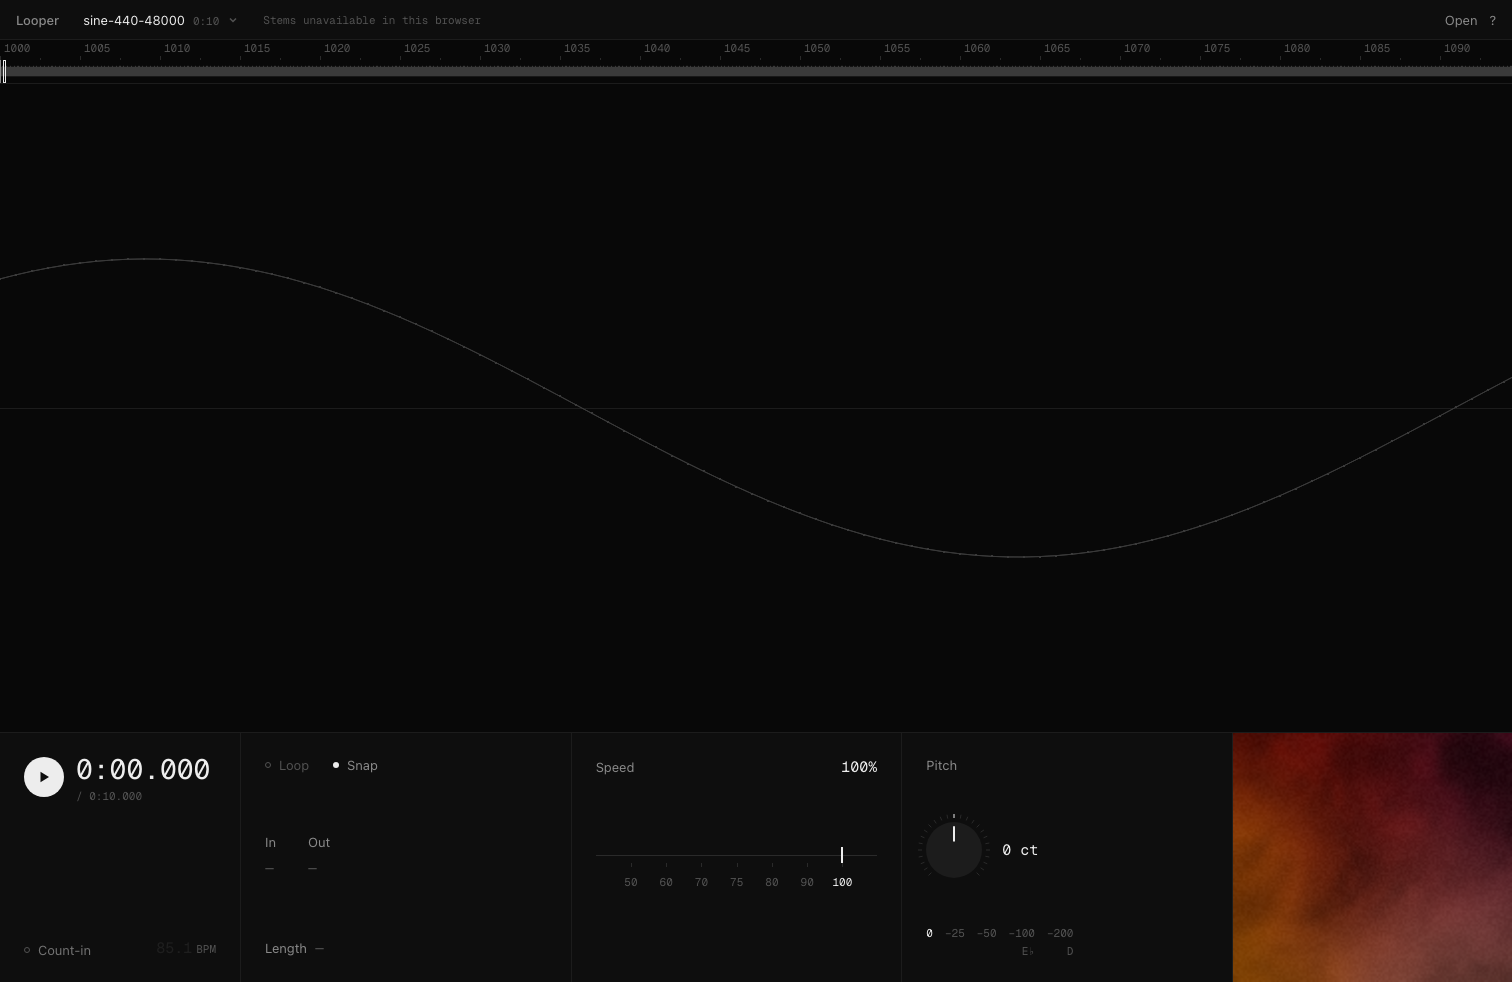 Looper sine-440-48000 0:10 Stems unavailable in this browser Open ?
1000 1005 1010 1015 1020 1025 1030 1035 1040 1045 1050 1055 1060 1065 1070 1075 1080 1085 1090
0:00.000
/ 0:10.000
Count-in 85.1 BPM
Loop Snap
In Out
— —
Length —
Speed 100%
50 60 70 75 80 90 100
Pitch
0 ct
0 -25 -50 -100 -200
E♭ D